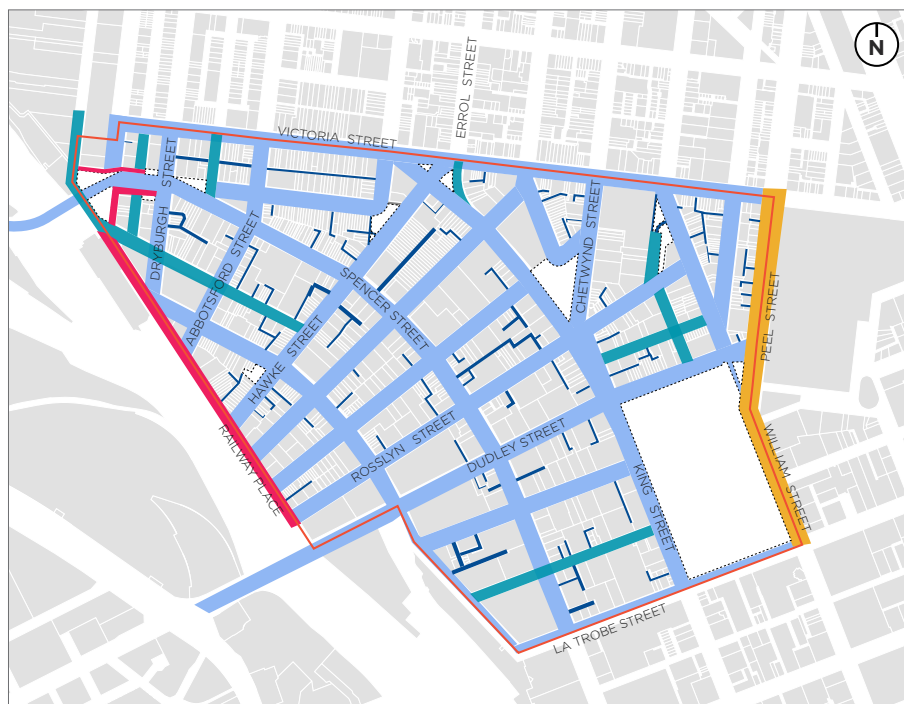 N
ERROL STREET
VICTORIA STREET
DRYBURGH STREET
ABBOTSFORD STREET
HAWKE STREET
SPENCER STREET
CHETWYND STREET
PEEL STREET
RAILWAY PLACE
ROSSLYN STREET
DUDLEY STREET
KING STREET
WILLIAM STREET
LA TROBE STREET